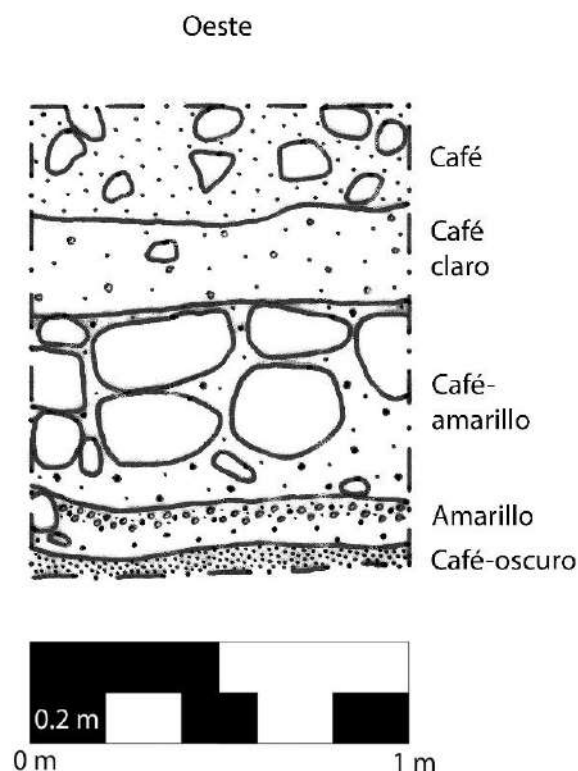 Oeste
Café
Café
claro
Café-
amarillo
Amarillo
Café-oscuro
0.2 m
0 m 1 m